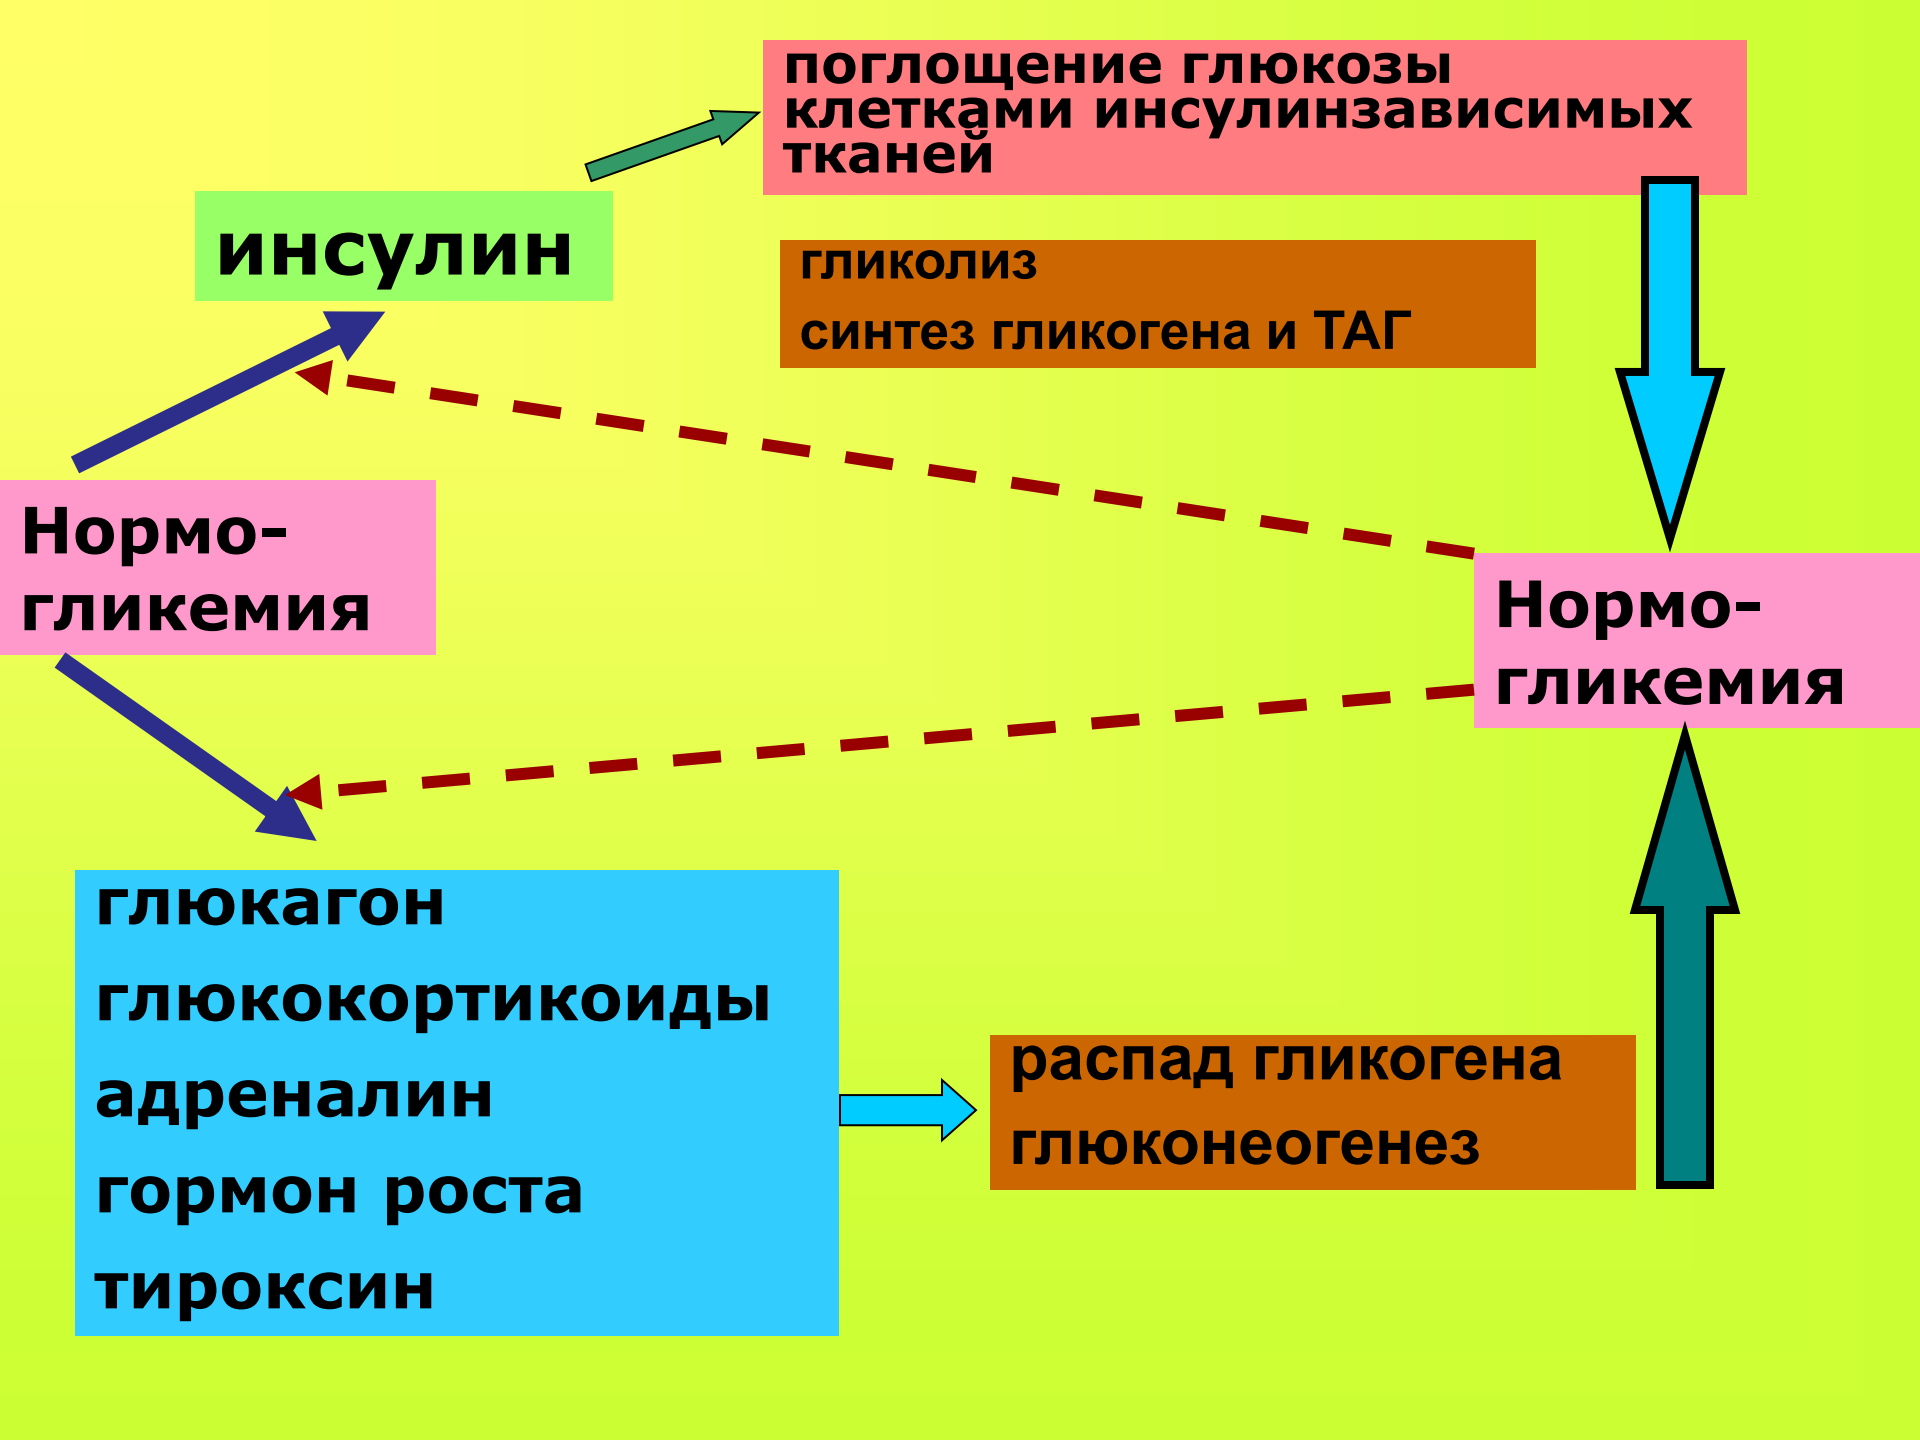 поглощение глюкозы
клетками инсулинзависимых
тканей
инсулин
гликолиз
синтез гликогена и ТАГ
Нормо-
гликемия
Нормо-
гликемия
глюкагон
глюкокортикоиды
адреналин
гормон роста
тироксин
распад гликогена
глюконеогенез